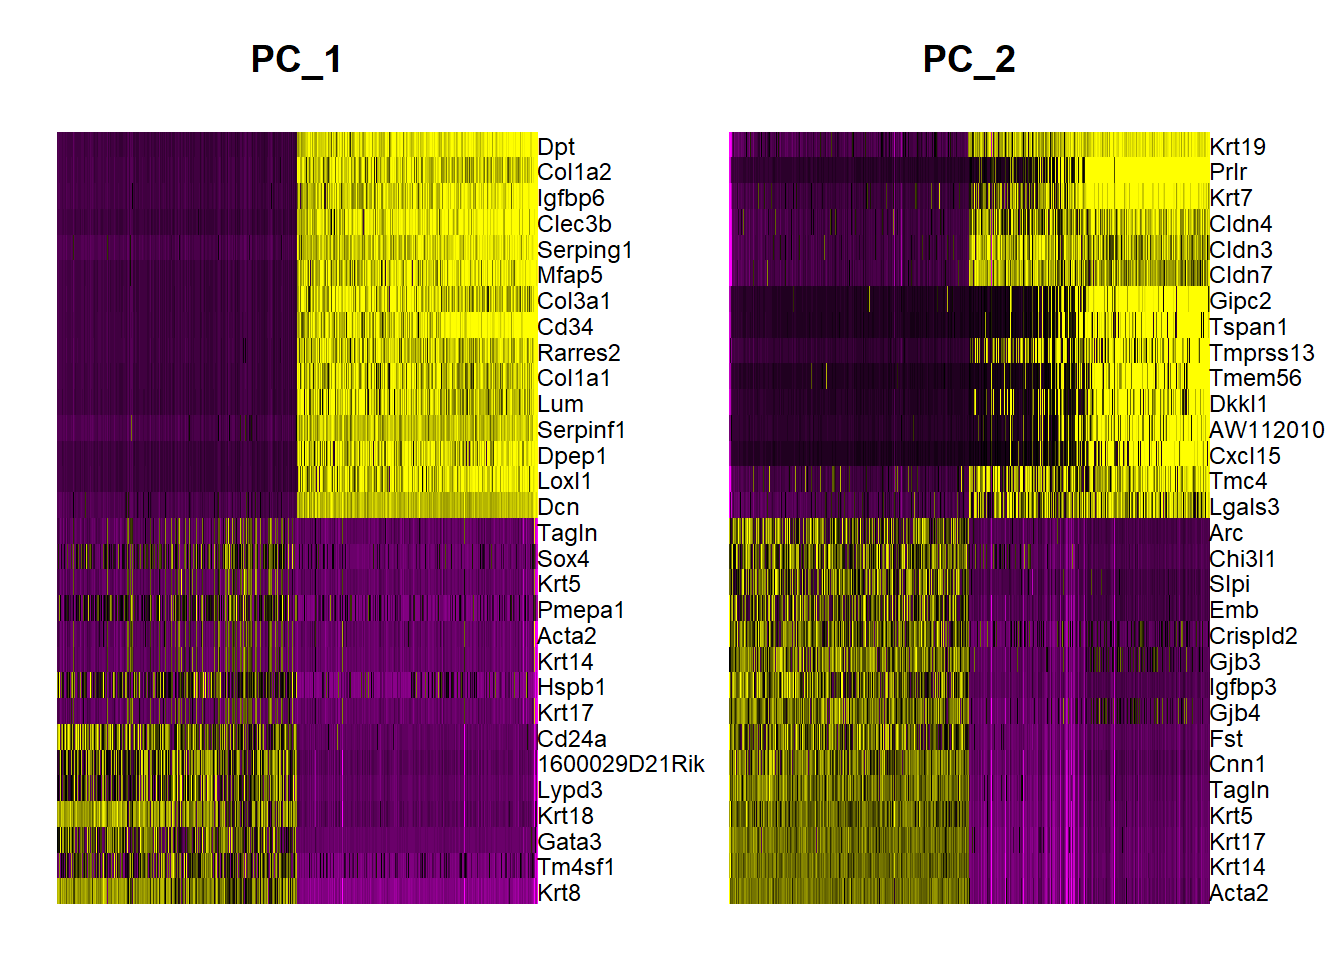 PC_1
Dpt
Col1a2
Igfbp6
Clec3b
Serping1
Mfap5
Col3a1
Cd34
Rarres2
Col1a1
Lum
Serpinf1
Dpep1
Loxl1
Dcn
Tagln
Sox4
Krt5
Pmepa1
Acta2
Krt14
Hspb1
Krt17
Cd24a
1600029D21Rik
Lypd3
Krt18
Gata3
Tm4sf1
Krt8
PC_2
Krt19
Prlr
Krt7
Cldn4
Cldn3
Cldn7
Gipc2
Tspan1
Tmprss13
Tmem56
Dkkl1
AW112010
Cxcl15
Tmc4
Lgals3
Arc
Chi3l1
Slpi
Emb
Crispld2
Gjb3
Igfbp3
Gjb4
Fst
Cnn1
Tagln
Krt5
Krt17
Krt14
Acta2